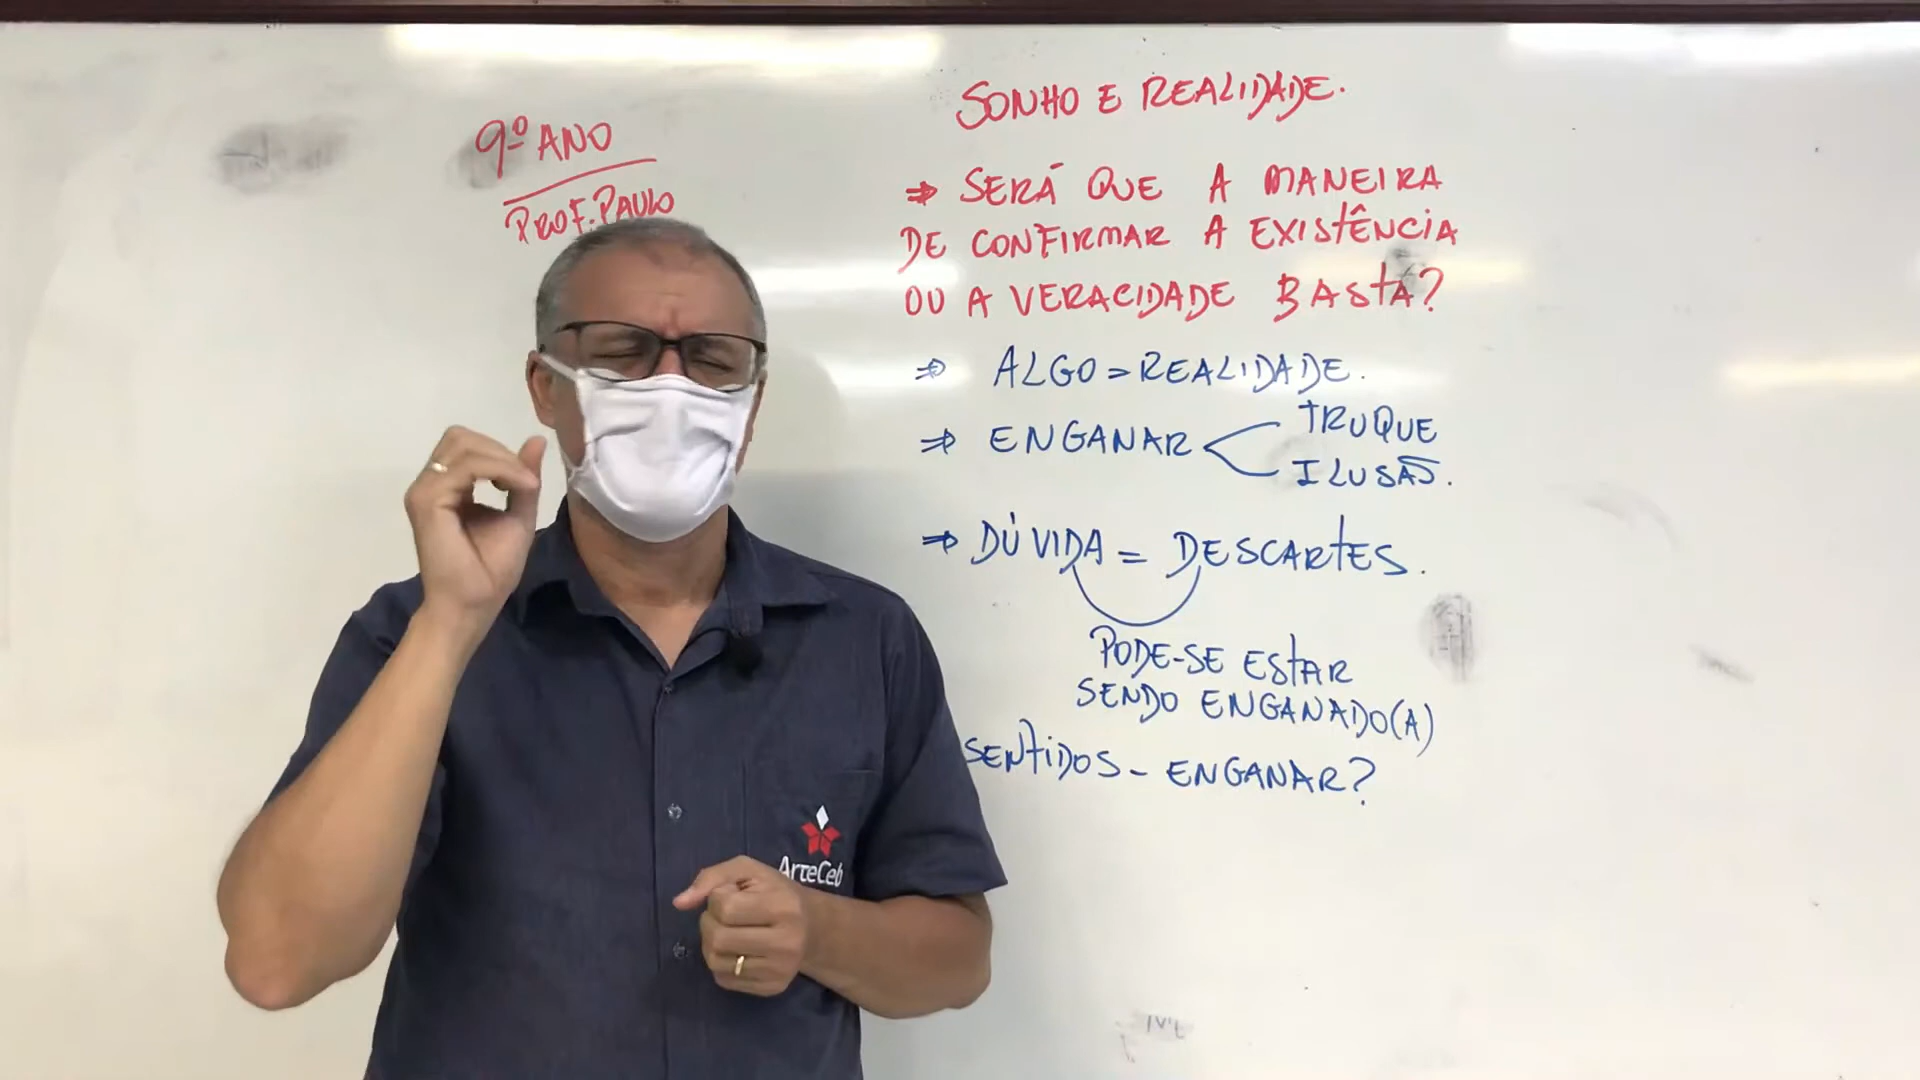 9º ANO
PROF. PAULO
SONHO E REALIDADE.
⇒ SERÁ QUE A MANEIRA
DE CONFIRMAR A EXISTÊNCIA
OU A VERACIDADE BASTA?
⇒ ALGO = REALIDADE.
⇒ ENGANAR
TRUQUE
ILUSÃO.
⇒ DÚVIDA = DESCARTES.
PODE-SE ESTAR
SENDO ENGANADO(A)
SENTIDOS - ENGANAR?
ArteCeb